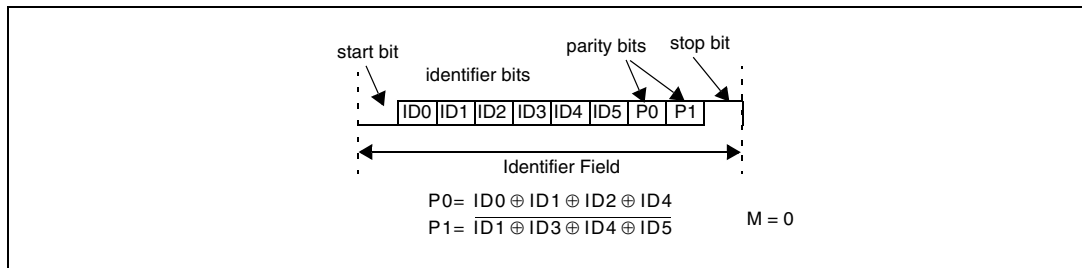 start bit
identifier bits
parity bits
stop bit
ID0 ID1 ID2 ID3 ID4 ID5 P0 P1
Identifier Field
P0= ID0 ⊕ ID1 ⊕ ID2 ⊕ ID4
P1= \overline{ID1 ⊕ ID3 ⊕ ID4 ⊕ ID5}
M = 0